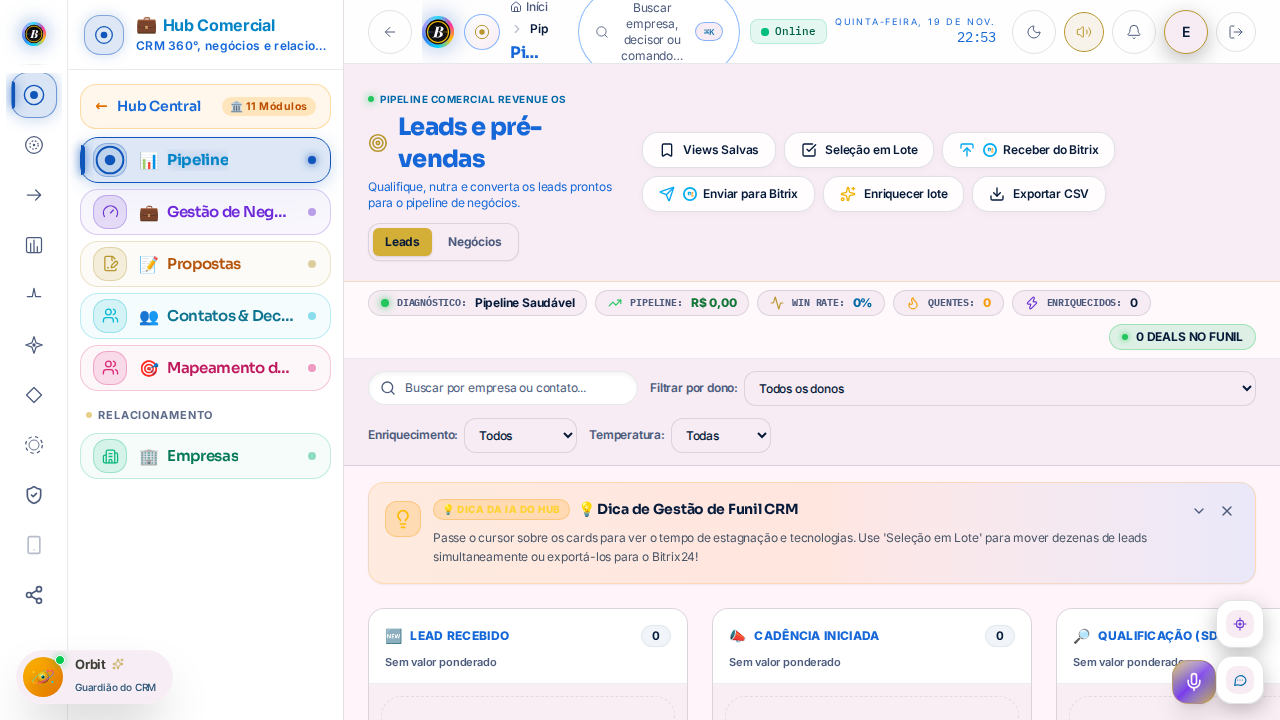 💼 Hub Comercial
CRM 360°, negócios e relacio...
← Hub Central
🏛️ 11 Módulos
📊 Pipeline
💼 Gestão de Neg...
📝 Propostas
👥 Contatos & Dec...
🎯 Mapeamento d...
RELACIONAMENTO
🏢 Empresas
Orbit
Guardião do CRM
B
Iníci
Pip
Pi...
Buscar
empresa,
decisor ou
comando...
⌘K
Online
QUINTA-FEIRA, 19 DE NOV.
22:53
E
PIPELINE COMERCIAL REVENUE OS
Leads e pré-
vendas
Qualifique, nutra e converta os leads prontos
para o pipeline de negócios.
Leads
Negócios
Views Salvas
Seleção em Lote
Receber do Bitrix
Enviar para Bitrix
Enriquecer lote
Exportar CSV
DIAGNÓSTICO: Pipeline Saudável
PIPELINE: R$ 0,00
WIN RATE: 0%
QUENTES: 0
ENRIQUECIDOS: 0
0 DEALS NO FUNIL
Buscar por empresa ou contato...
Filtrar por dono:
Todos os donos
Enriquecimento:
Todos
Temperatura:
Todas
💡 DICA DA IA DO HUB
💡 Dica de Gestão de Funil CRM
Passe o cursor sobre os cards para ver o tempo de estagnação e tecnologias. Use 'Seleção em Lote' para mover dezenas de leads
simultaneamente ou exportá-los para o Bitrix24!
🆕 LEAD RECEBIDO
0
Sem valor ponderado
📣 CADÊNCIA INICIADA
0
Sem valor ponderado
🔎 QUALIFICAÇÃO (SD
Sem valor ponderado